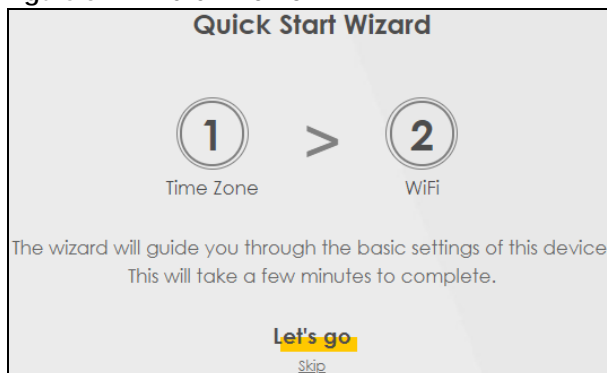 Quick Start Wizard
1 > 2
Time Zone WiFi
The wizard will guide you through the basic settings of this device
This will take a few minutes to complete.
Let's go
Skip